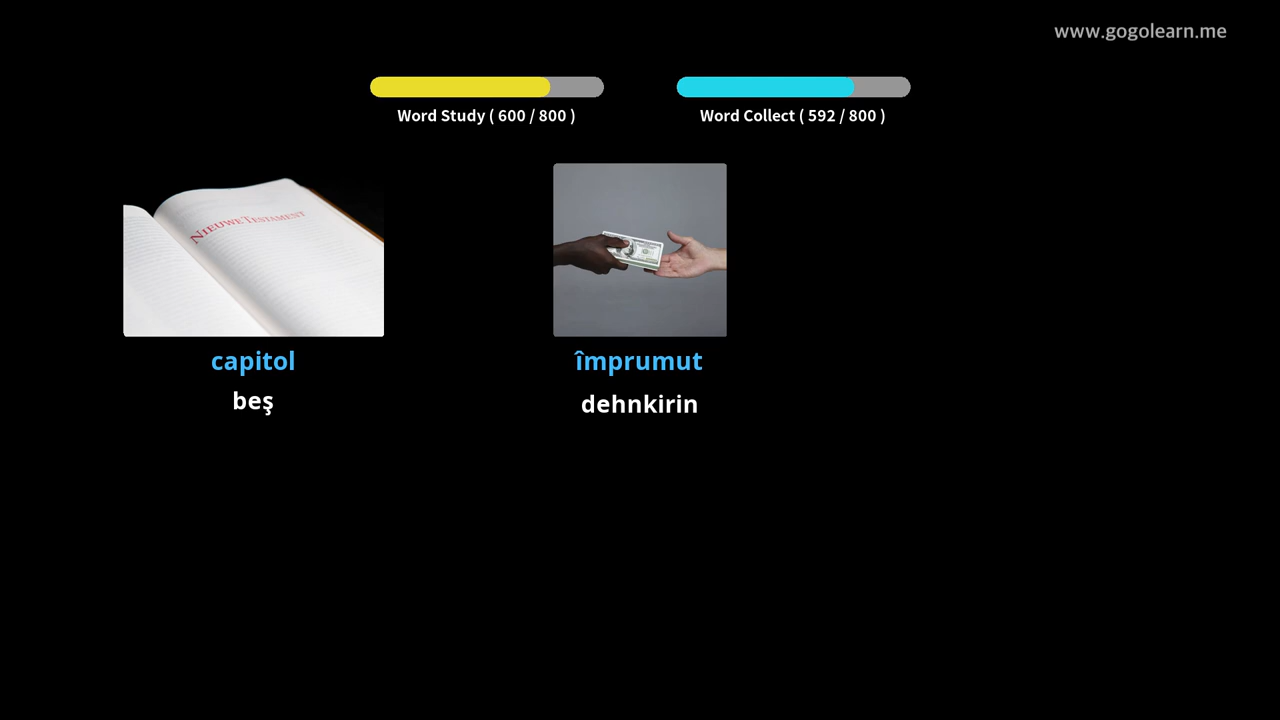 www.gogolearn.me
Word Study ( 600 / 800 )
Word Collect ( 592 / 800 )
NIEUWE TESTAMENT
capitol
beş
împrumut
dehnkirin